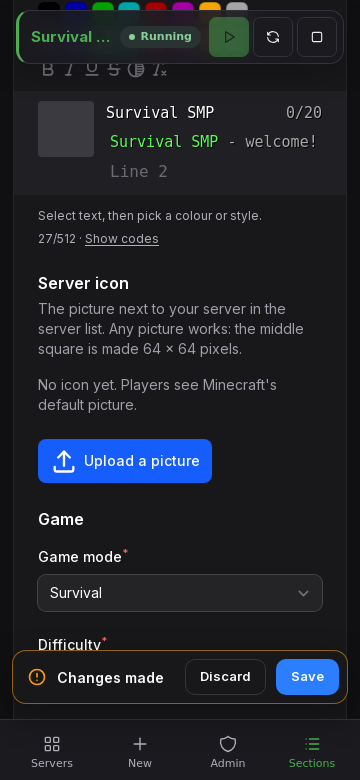 Survival ...
Running
B I U S
Survival SMP 0/20
Survival SMP - welcome!
Line 2
Select text, then pick a colour or style.
27/512 · Show codes
Server icon
The picture next to your server in the
server list. Any picture works: the middle
square is made 64 × 64 pixels.
No icon yet. Players see Minecraft's
default picture.
Upload a picture
Game
Game mode*
Survival
Difficulty*
Changes made
Discard
Save
Servers
New
Admin
Sections